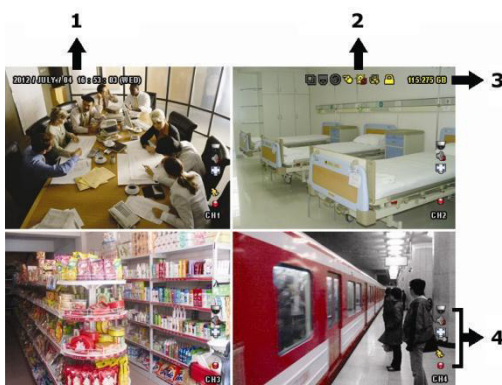 1
2
2012 / JULY / 04 16 : 53 : 03 (WED)
115.275 GB
3
CH1
CH2
4
CH3
CH4